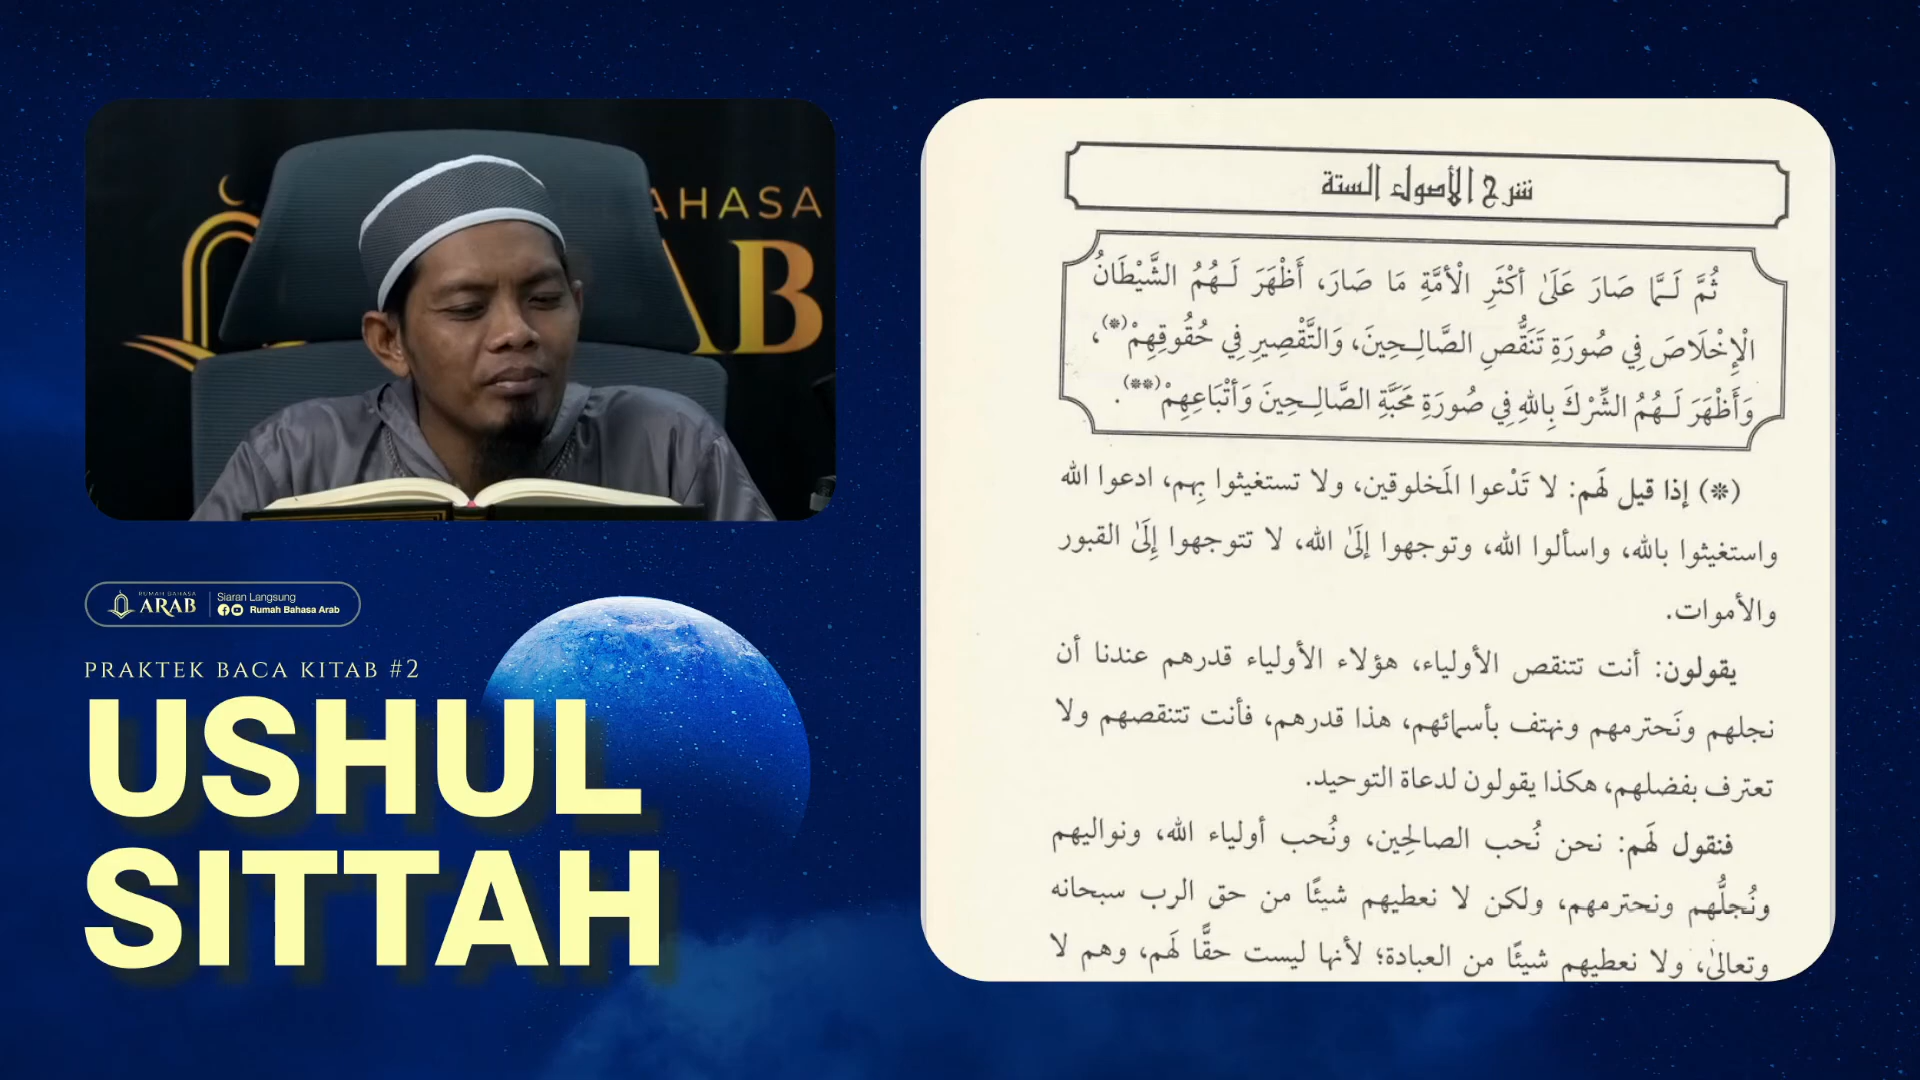 AHASA
AB
RUMAH BAHASA
ARAB
Siaran Langsung
Rumah Bahasa Arab
PRAKTEK BACA KITAB #2
USHUL
SITTAH
شرح الأصول الستة
ثُمَّ لَـمَّا صَارَ عَلَىٰ أَكْثَرِ الْأُمَّةِ مَا صَارَ، أَظْهَرَ لَـهُمُ الشَّيْطَانُ
الْإِخْلَاصَ فِي صُورَةِ تَنَقُّصِ الصَّالِـحِينَ، وَالتَّقْصِيرِ فِي حُقُوقِهِمْ(*)،
وَأَظْهَرَ لَـهُمُ الشِّرْكَ بِاللهِ فِي صُورَةِ مَحَبَّةِ الصَّالِـحِينَ وَأَتْبَاعِهِمْ(**).
(*) إذا قيل لَهم: لا تَدْعوا المَخلوقين، ولا تستغيثوا بِهم، ادعوا الله
واستغيثوا بالله، واسألوا الله، وتوجهوا إلَىٰ الله، لا تتوجهوا إلَىٰ القبور
والأموات.
يقولون: أنت تتنقص الأولياء، هؤلاء الأولياء قدرهم عندنا أن
نجلهم ونَحترمهم ونهتف بأسمائهم، هذا قدرهم، فأنت تتنقصهم ولا
تعترف بفضلهم، هكذا يقولون لدعاة التوحيد.
فنقول لَهم: نحن نُحب الصالِحين، ونُحب أولياء الله، ونواليهم
ونُجلُّهم ونحترمهم، ولكن لا نعطيهم شيئًا من حق الرب سبحانه
وتعالىٰ، ولا نعطيهم شيئًا من العبادة؛ لأنها ليست حقًّا لَهم، وهم لا